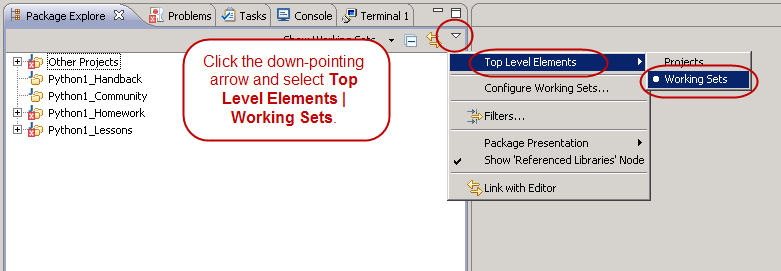 Package Explore Problems Tasks Console Terminal 1
Show Working Sets
Other Projects
Python1_Handback
Python1_Community
Python1_Homework
Python1_Lessons
Click the down-pointing
arrow and select Top
Level Elements |
Working Sets.
Top Level Elements
Configure Working Sets...
Filters...
Package Presentation
Show 'Referenced Libraries' Node
Link with Editor
Projects
Working Sets